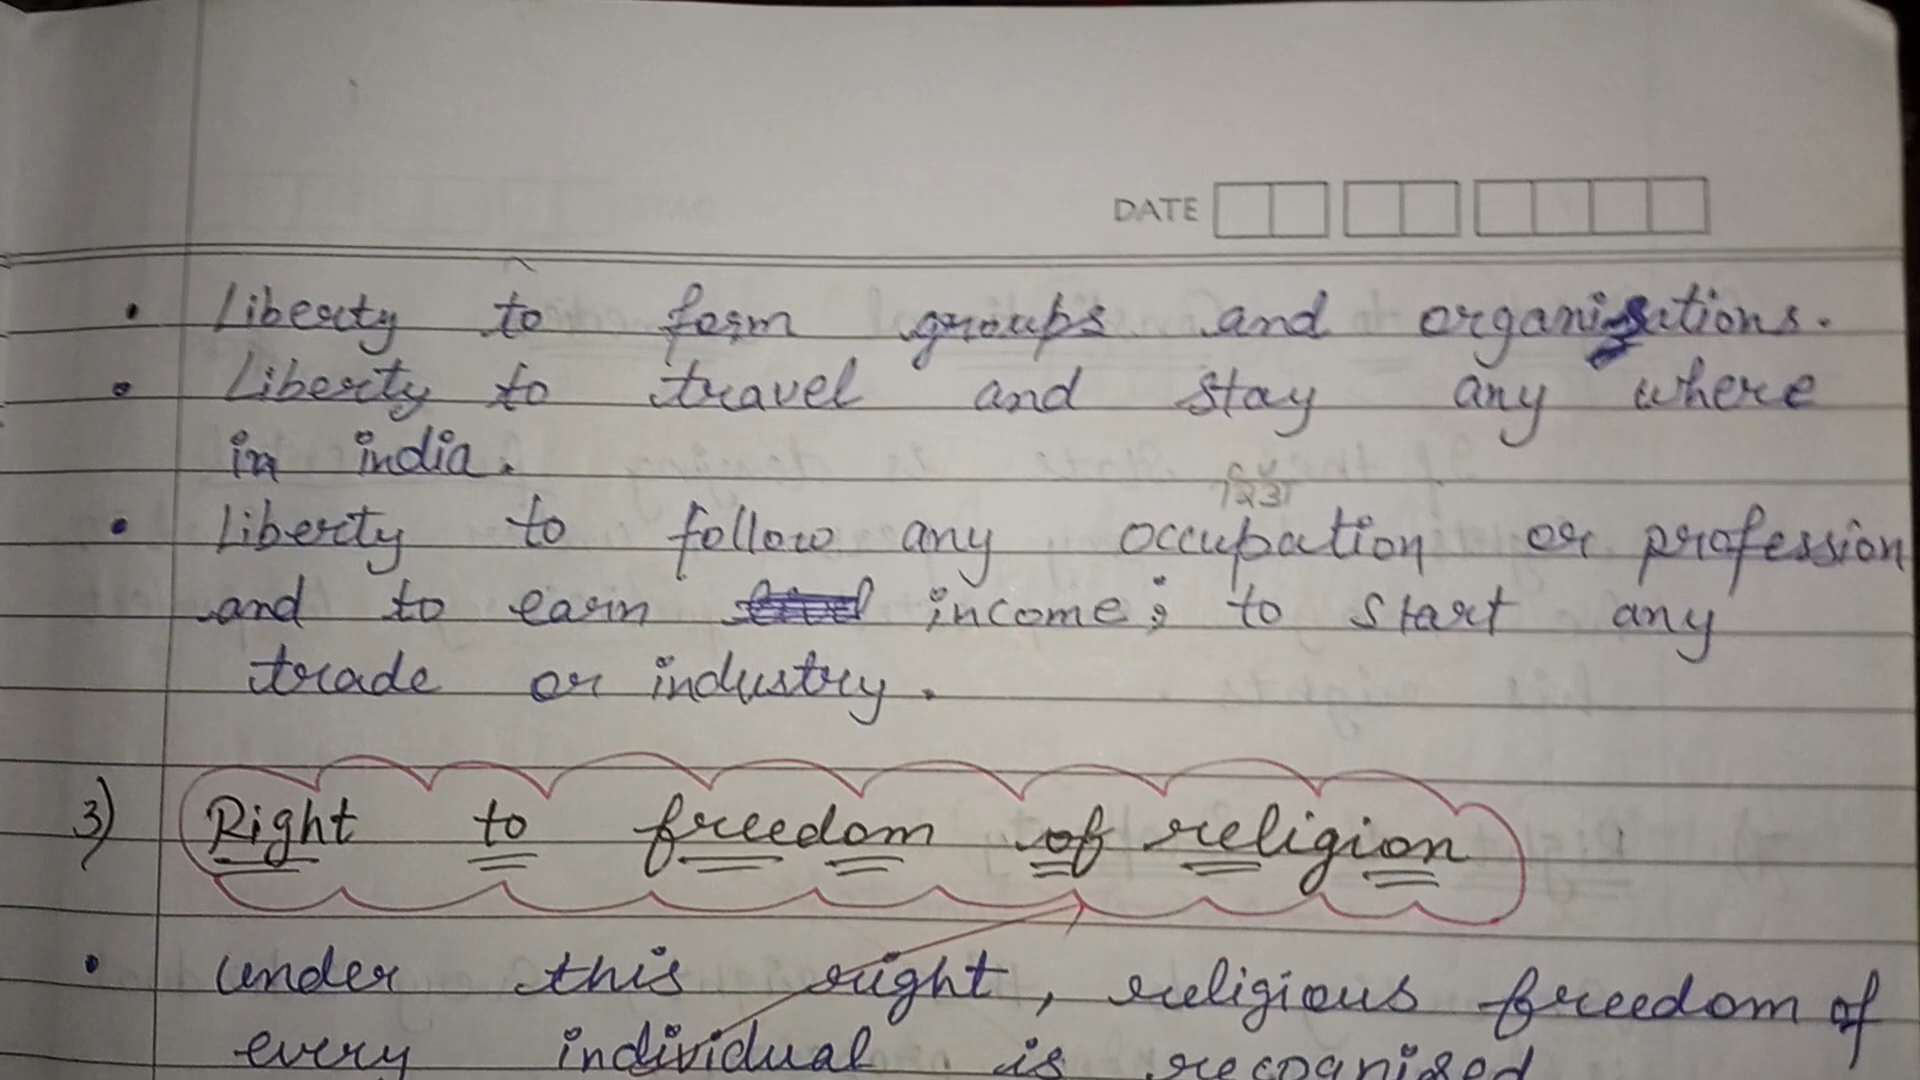 DATE
• Liberty to form groups and organisations.
• Liberty to travel and stay any where
in india.
• Liberty to follow any occupation or profession
and to earn income; to start any
trade or industry.
3) Right to freedom of religion
• under this right, religious freedom of
every individual is recognised